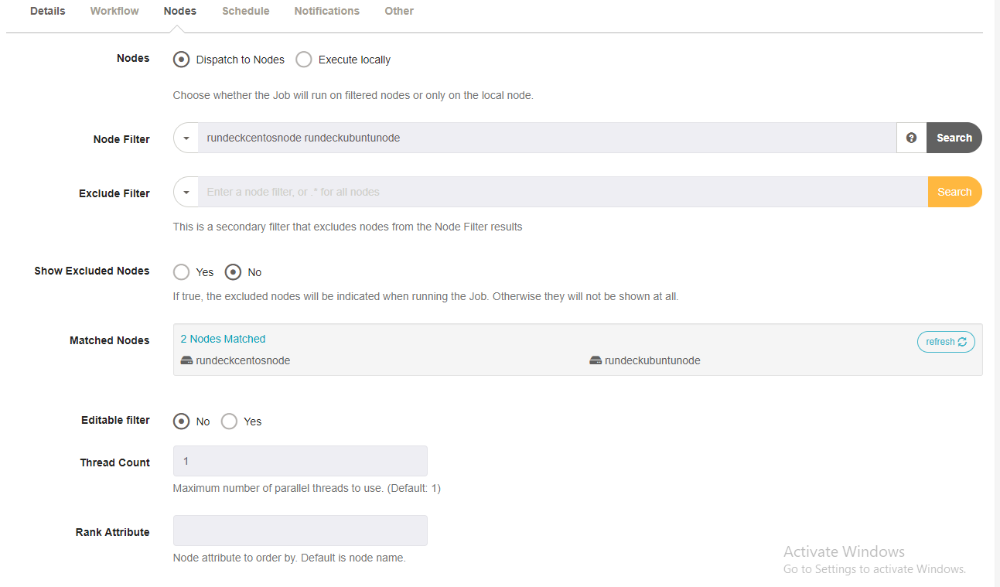 Details Workflow Nodes Schedule Notifications Other
Nodes Dispatch to Nodes Execute locally
Choose whether the Job will run on filtered nodes or only on the local node.
Node Filter rundeckcentosnode rundeckubuntunode ? Search
Exclude Filter Enter a node filter, or .* for all nodes Search
This is a secondary filter that excludes nodes from the Node Filter results
Show Excluded Nodes Yes No
If true, the excluded nodes will be indicated when running the Job. Otherwise they will not be shown at all.
Matched Nodes 2 Nodes Matched refresh
rundeckcentosnode rundeckubuntunode
Editable filter No Yes
Thread Count 1
Maximum number of parallel threads to use. (Default: 1)
Rank Attribute
Node attribute to order by. Default is node name.
Activate Windows
Go to Settings to activate Windows.